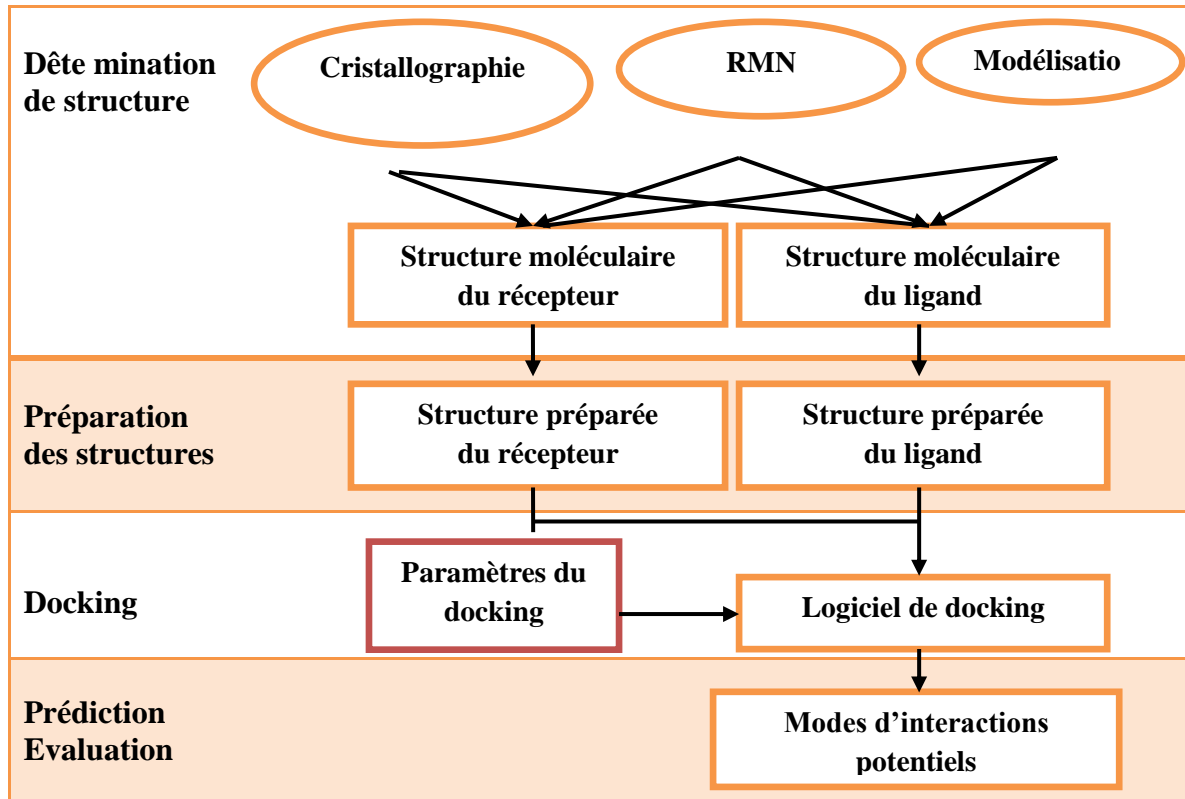 Dête mination
de structure
Cristallographie
RMN
Modélisatio
Structure moléculaire
du récepteur
Structure moléculaire
du ligand
Préparation
des structures
Structure préparée
du récepteur
Structure préparée
du ligand
Docking
Paramètres du
docking
Logiciel de docking
Prédiction
Evaluation
Modes d’interactions
potentiels